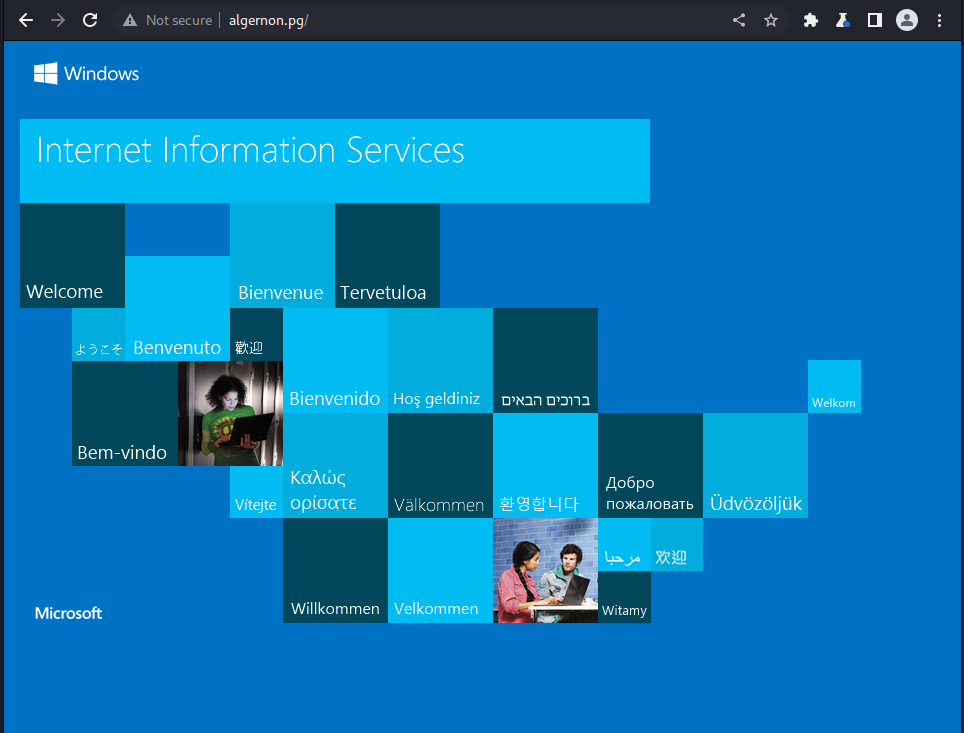 Not secure
algernon.pg/
Windows
Internet Information Services
Welcome
Bienvenue
Tervetuloa
ようこそ
Benvenuto
歡迎
Bienvenido
Hoş geldiniz
ברוכים הבאים
Welkom
Bem-vindo
Vítejte
Καλώς
ορίσατε
Välkommen
환영합니다
Добро
пожаловать
Üdvözöljük
مرحبا
欢迎
Willkommen
Velkommen
Witamy
Microsoft